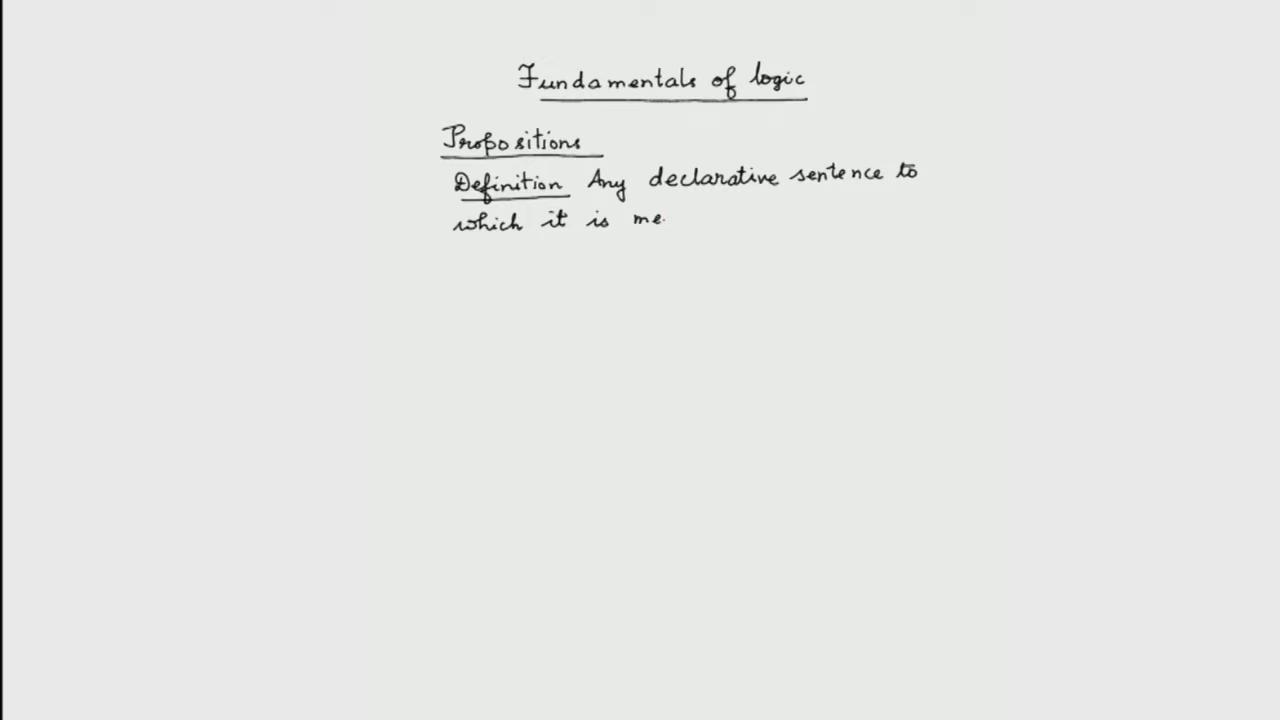 Fundamentals of logic
Propositions
Definition Any declarative sentence to
which it is me